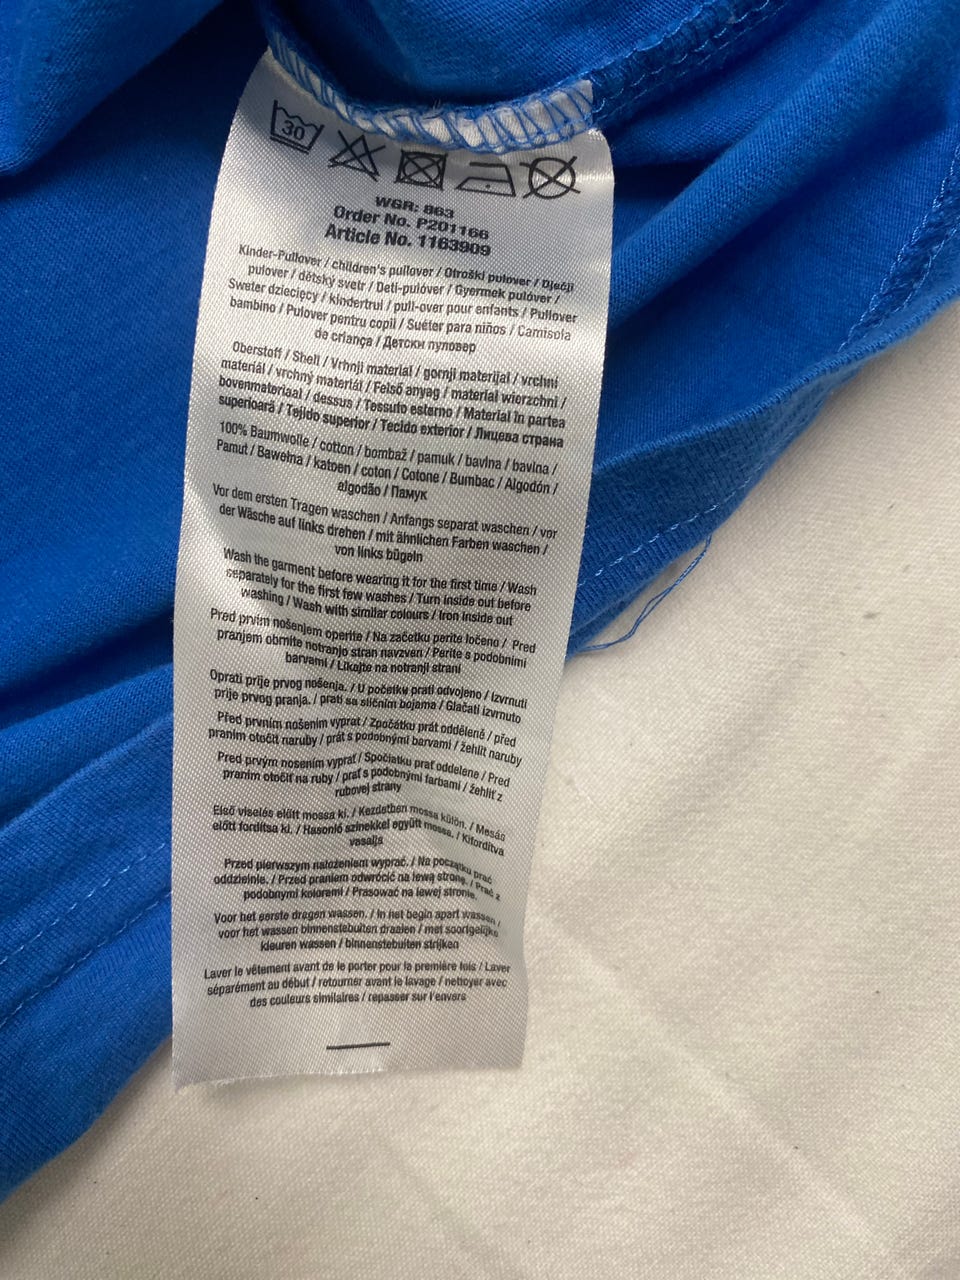 30
WGR: 863
Order No. P201166
Article No. 1163909
Kinder-Pullover / children's pullover / Otroški pulover / Dječji
pulover / dětský svetr / Deti-pulóver / Gyermek pulóver /
Sweter dziecięcy / kindertrui / pull-over pour enfants / Pullover
bambino / Pulover pentru copii / Suéter para niños / Camisola
de criança / Детски пуловер
Oberstoff / Shell / Vrhnji material / gornji materijal / vrchní
materiál / vrchný materiál / Felső anyag / materiał wierzchni /
bovenmateriaal / dessus / Tessuto esterno / Material în partea
superioară / Tejido superior / Tecido exterior / Лицева страна
100% Baumwolle / cotton / bombaž / pamuk / bavlna / bavlna /
Pamut / Bawełna / katoen / coton / Cotone / Bumbac / Algodón /
algodão / Памук
Vor dem ersten Tragen waschen / Anfangs separat waschen / vor
der Wäsche auf links drehen / mit ähnlichen Farben waschen /
von links bügeln
Wash the garment before wearing it for the first time / Wash
separately for the first few washes / Turn inside out before
washing / Wash with similar colours / Iron inside out
Pred prvim nošenjem operite / Na začetku perite ločeno / Pred
pranjem obrnite notranjo stran navzven / Perite s podobnimi
barvami / Likajte na notranji strani
Oprati prije prvog nošenja. / U početku prati odvojeno / Izvrnuti
prije prvog pranja. / prati sa sličnim bojama / Glačati izvrnuto
Před prvním nošením vyprat / Zpočátku prát odděleně / před
praním otočit naruby / prát s podobnými barvami / žehlit naruby
Pred prvým nosením vyprať / Spočiatku prať oddelene / Pred
praním otočiť na ruby / prať s podobnými farbami / žehliť z
rubovej strany
Első viselés előtt mossa ki. / Kezdetben mossa külön. / Mesás
előtt fordítsa ki. / Hasonló színekkel együtt mossa. / Kifordítva
vasalja
Przed pierwszym nałożeniem wyprać. / Na początku prać
oddzielnie. / Przed praniem odwrócić na lewą stronę. / Prać z
podobnymi kolorami / Prasować na lewej stronie.
Voor het eerste dragen wassen. / In het begin apart wassen /
voor het wassen binnenstebuiten draaien / met soortgelijke
kleuren wassen / binnenstebuiten strijken
Laver le vêtement avant de le porter pour la première fois / Laver
séparément au début / retourner avant le lavage / nettoyer avec
des couleurs similaires / repasser sur l'envers